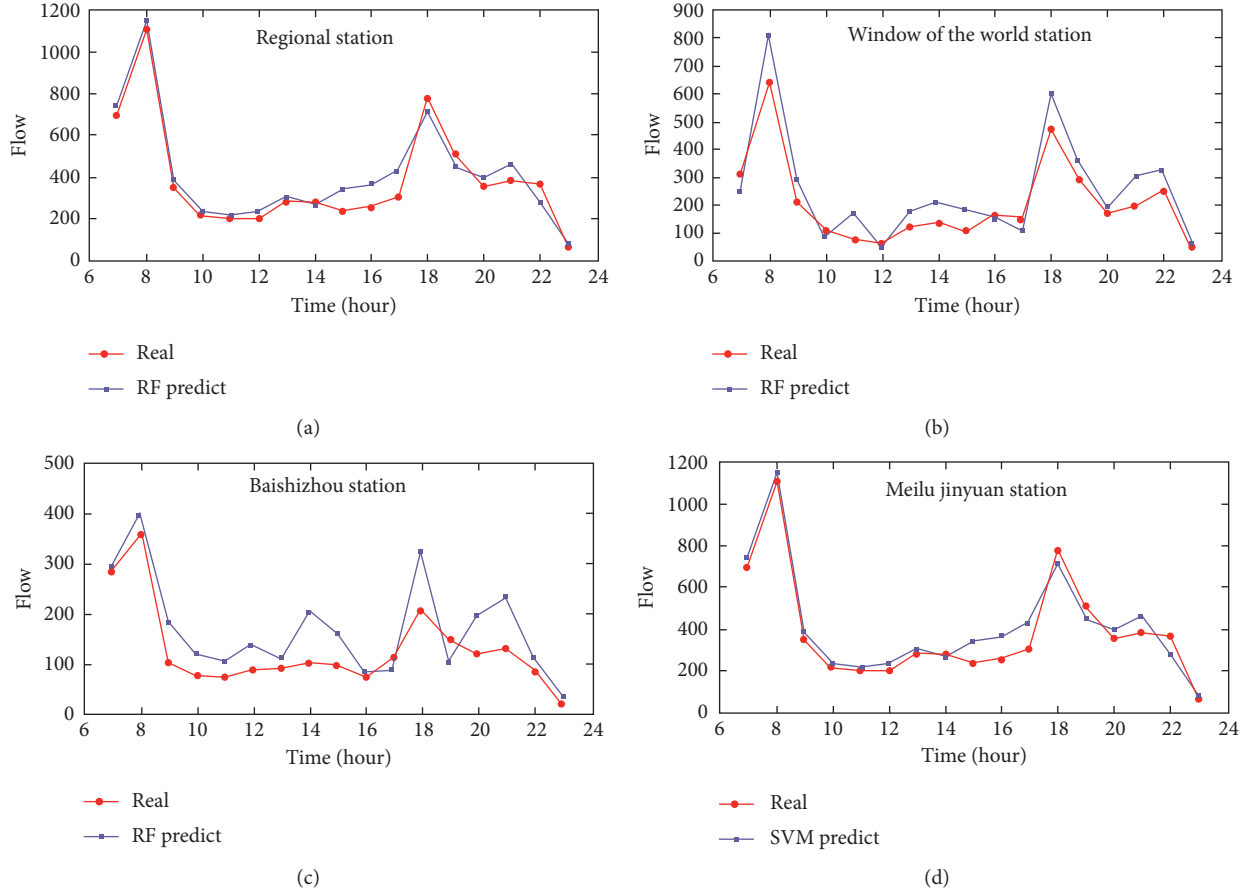 Regional station
Flow
1200
1000
800
600
400
200
0
6 8 10 12 14 16 18 20 22 24
Time (hour)
Real
RF predict
(a)
Window of the world station
Flow
900
800
700
600
500
400
300
200
100
0
6 8 10 12 14 16 18 20 22 24
Time (hour)
Real
RF predict
(b)
Baishizhou station
Flow
500
400
300
200
100
0
6 8 10 12 14 16 18 20 22 24
Time (hour)
Real
RF predict
(c)
Meilu jinyuan station
Flow
1200
1000
800
600
400
200
0
6 8 10 12 14 16 18 20 22 24
Time (hour)
Real
SVM predict
(d)